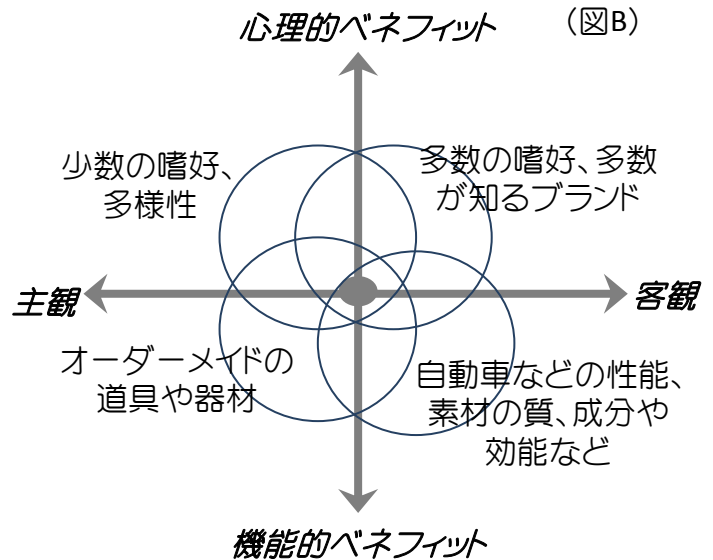 心理的ベネフィット
（図B）
少数の嗜好、
多様性
多数の嗜好、多数
が知るブランド
主観
客観
オーダーメイドの
道具や器材
自動車などの性能、
素材の質、成分や
効能など
機能的ベネフィット